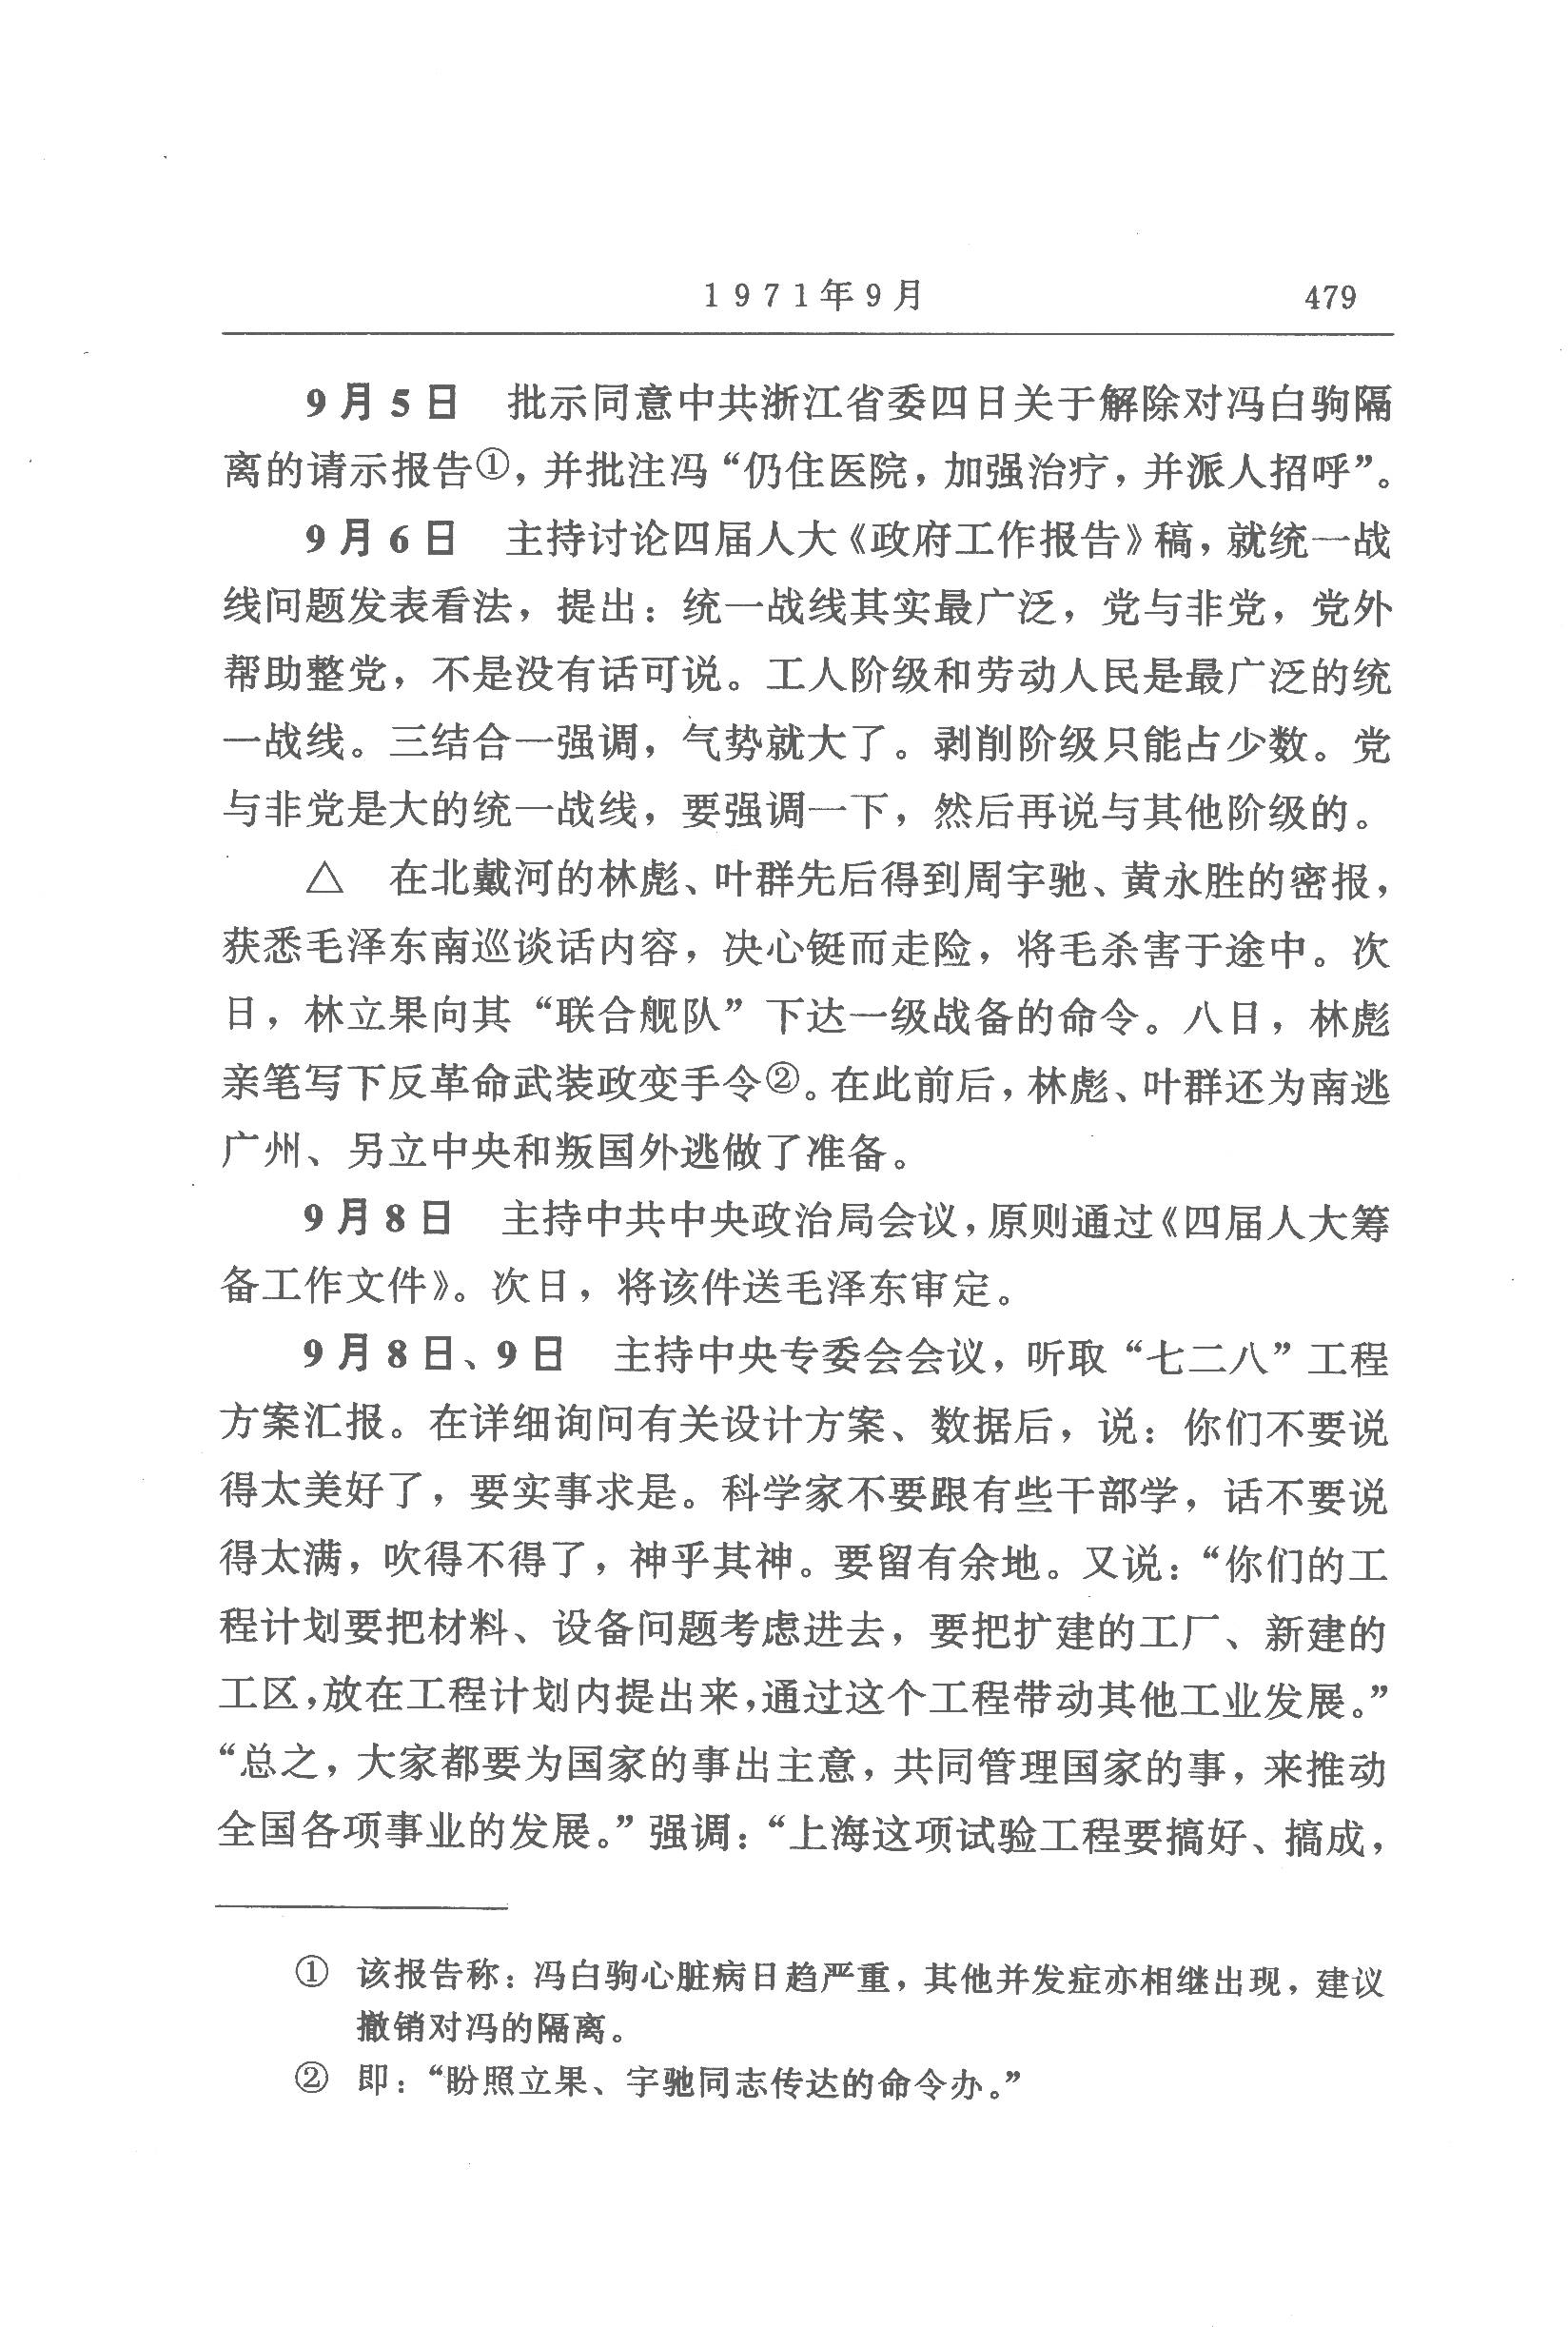 1971年9月 479
9月5日 批示同意中共浙江省委四日关于解除对冯白驹隔
离的请示报告①，并批注冯“仍住医院，加强治疗，并派人招呼”。
9月6日 主持讨论四届人大《政府工作报告》稿，就统一战
线问题发表看法，提出：统一战线其实最广泛，党与非党，党外
帮助整党，不是没有话可说。工人阶级和劳动人民是最广泛的统
一战线。三结合一强调，气势就大了。剥削阶级只能占少数。党
与非党是大的统一战线，要强调一下，然后再说与其他阶级的。
△ 在北戴河的林彪、叶群先后得到周宇驰、黄永胜的密报，
获悉毛泽东南巡谈话内容，决心铤而走险，将毛杀害于途中。次
日，林立果向其“联合舰队”下达一级战备的命令。八日，林彪
亲笔写下反革命武装政变手令②。在此前后，林彪、叶群还为南逃
广州、另立中央和叛国外逃做了准备。
9月8日 主持中共中央政治局会议，原则通过《四届人大筹
备工作文件》。次日，将该件送毛泽东审定。
9月8日、9日 主持中央专委会会议，听取“七二八”工程
方案汇报。在详细询问有关设计方案、数据后，说：你们不要说
得太美好了，要实事求是。科学家不要跟有些干部学，话不要说
得太满，吹得不得了，神乎其神。要留有余地。又说：“你们的工
程计划要把材料、设备问题考虑进去，要把扩建的工厂、新建的
工区，放在工程计划内提出来，通过这个工程带动其他工业发展。”
“总之，大家都要为国家的事出主意，共同管理国家的事，来推动
全国各项事业的发展。”强调：“上海这项试验工程要搞好、搞成，
① 该报告称：冯白驹心脏病日趋严重，其他并发症亦相继出现，建议
撤销对冯的隔离。
② 即：“盼照立果、宇驰同志传达的命令办。”